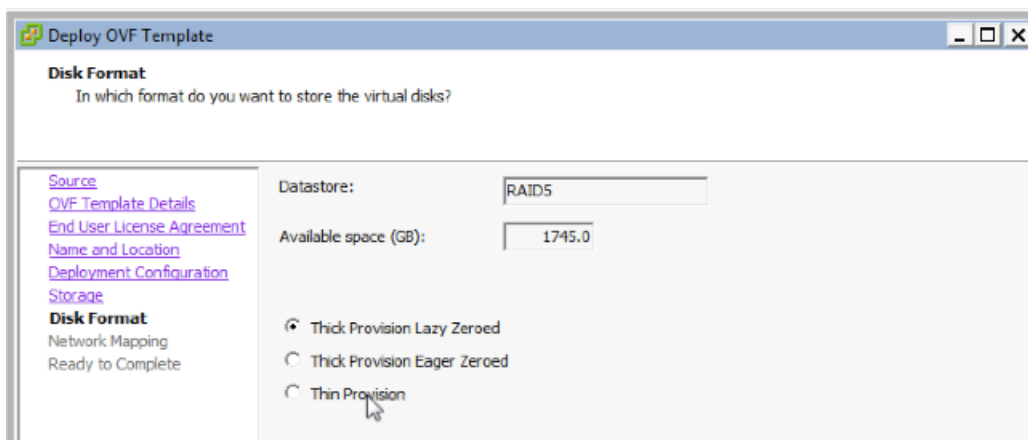 Deploy OVF Template
Disk Format
In which format do you want to store the virtual disks?
Source
OVF Template Details
End User License Agreement
Name and Location
Deployment Configuration
Storage
Disk Format
Network Mapping
Ready to Complete
Datastore: RAID5
Available space (GB): 1745.0
Thick Provision Lazy Zeroed
Thick Provision Eager Zeroed
Thin Provision